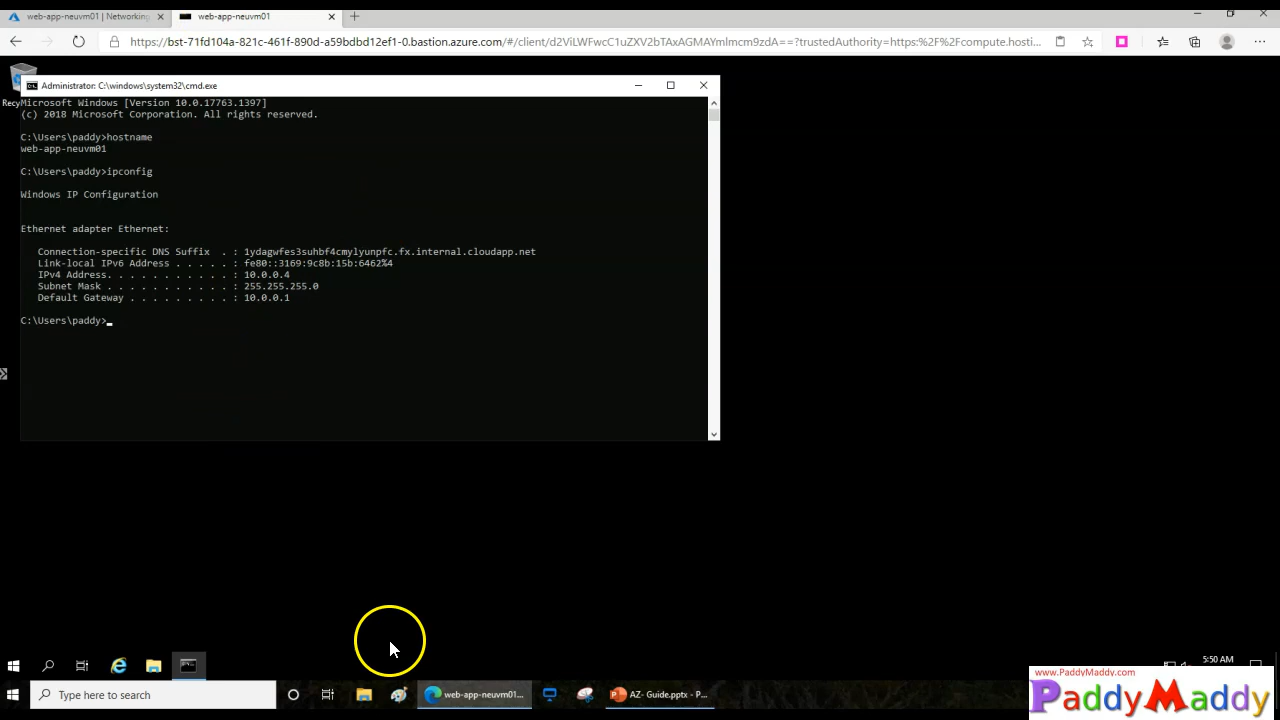 web-app-neuvm01 | Networking
web-app-neuvm01
https://bst-71fd104a-821c-461f-890d-a59bdbd12ef1-0.bastion.azure.com/#/client/d2ViLWFwcC1uZXV2bTAxAGMAYmlmcm9zdA==?trustedAuthority=https:%2F%2Fcompute.hosti...
Administrator: C:\windows\system32\cmd.exe
Recy
Microsoft Windows [Version 10.0.17763.1397]
(c) 2018 Microsoft Corporation. All rights reserved.
C:\Users\paddy>hostname
web-app-neuvm01
C:\Users\paddy>ipconfig
Windows IP Configuration
Ethernet adapter Ethernet:
Connection-specific DNS Suffix . : 1ydagwfes3suhbf4cmylyunpfc.fx.internal.cloudapp.net
Link-local IPv6 Address . . . . . : fe80::3169:9c8b:15b:6462%4
IPv4 Address. . . . . . . . . . . : 10.0.0.4
Subnet Mask . . . . . . . . . . . : 255.255.255.0
Default Gateway . . . . . . . . . : 10.0.0.1
C:\Users\paddy>_
5:50 AM
www.PaddyMaddy.com
PaddyMaddy
Type here to search
web-app-neuvm01...
AZ- Guide.pptx - P...